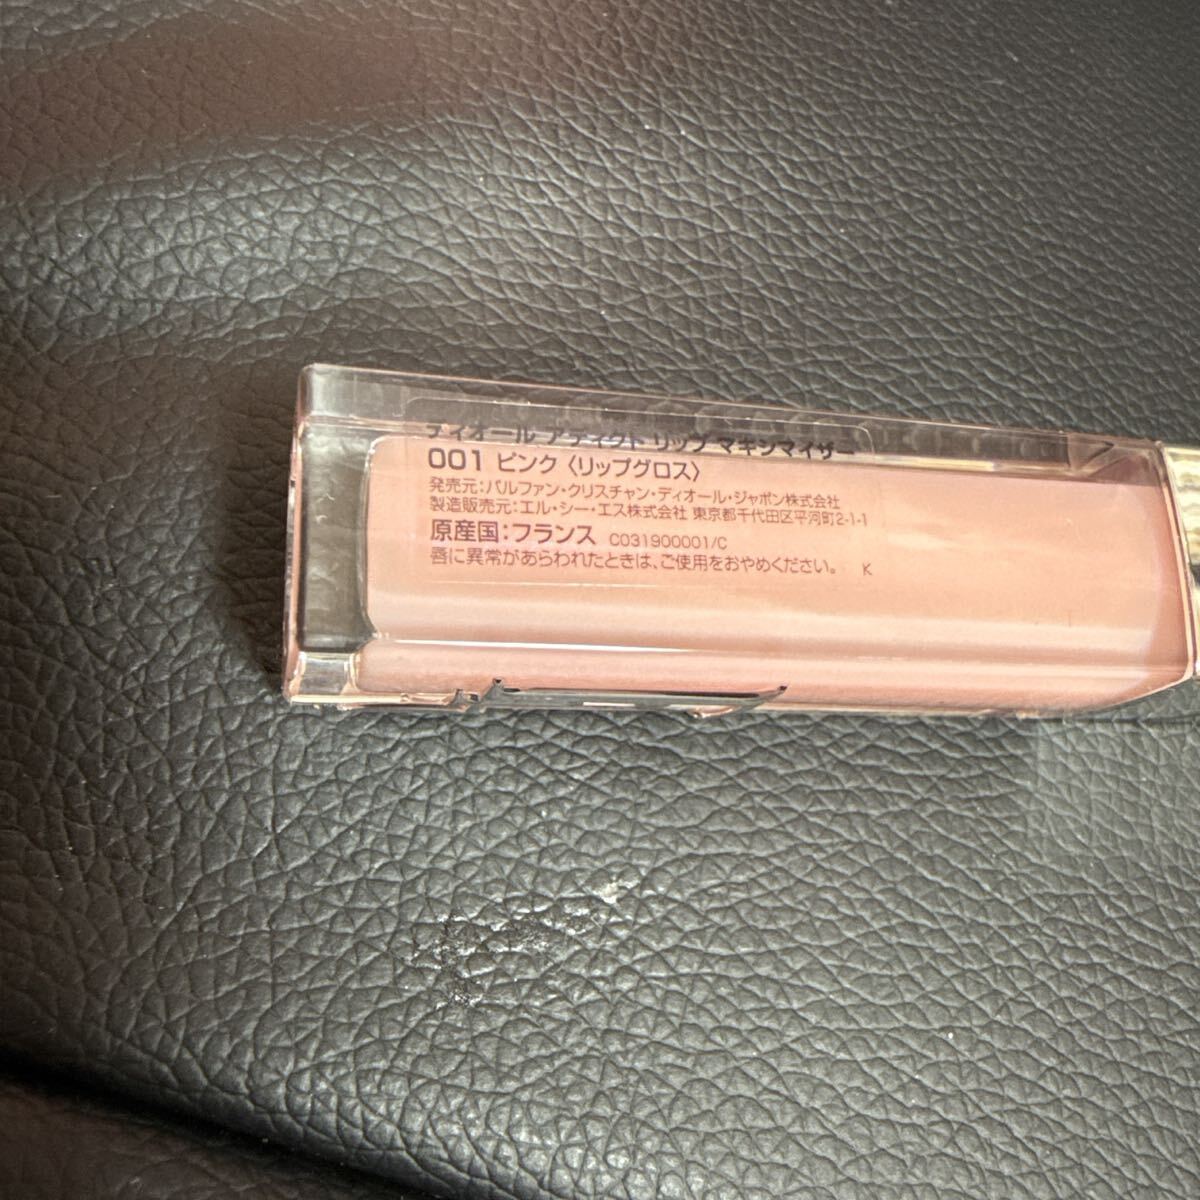 ディオール アディクト リップ マキシマイザー
001 ピンク〈リップグロス〉
発売元：パルファン・クリスチャン・ディオール・ジャポン株式会社
製造販売元：エル・シー・エス株式会社 東京都千代田区平河町2-1-1
原産国：フランス C031900001/C
唇に異常があらわれたときは、ご使用をおやめください。 K